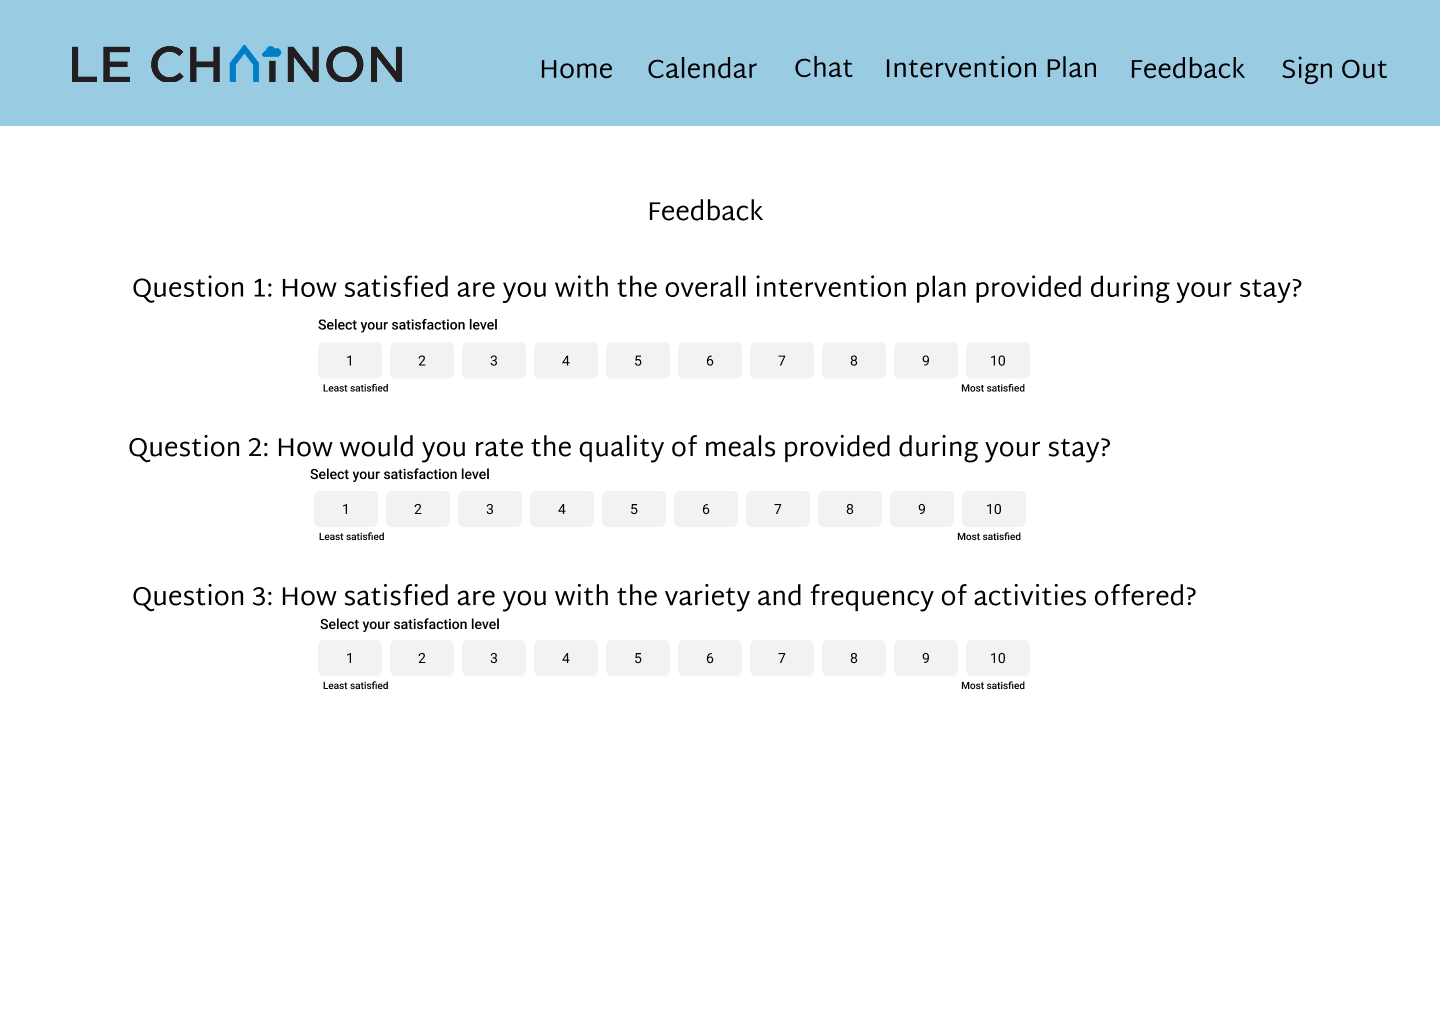 LE CHAÎNON
Home Calendar Chat Intervention Plan Feedback Sign Out
Feedback
Question 1: How satisfied are you with the overall intervention plan provided during your stay?
Select your satisfaction level
1 2 3 4 5 6 7 8 9 10
Least satisfied Most satisfied
Question 2: How would you rate the quality of meals provided during your stay?
Select your satisfaction level
1 2 3 4 5 6 7 8 9 10
Least satisfied Most satisfied
Question 3: How satisfied are you with the variety and frequency of activities offered?
Select your satisfaction level
1 2 3 4 5 6 7 8 9 10
Least satisfied Most satisfied